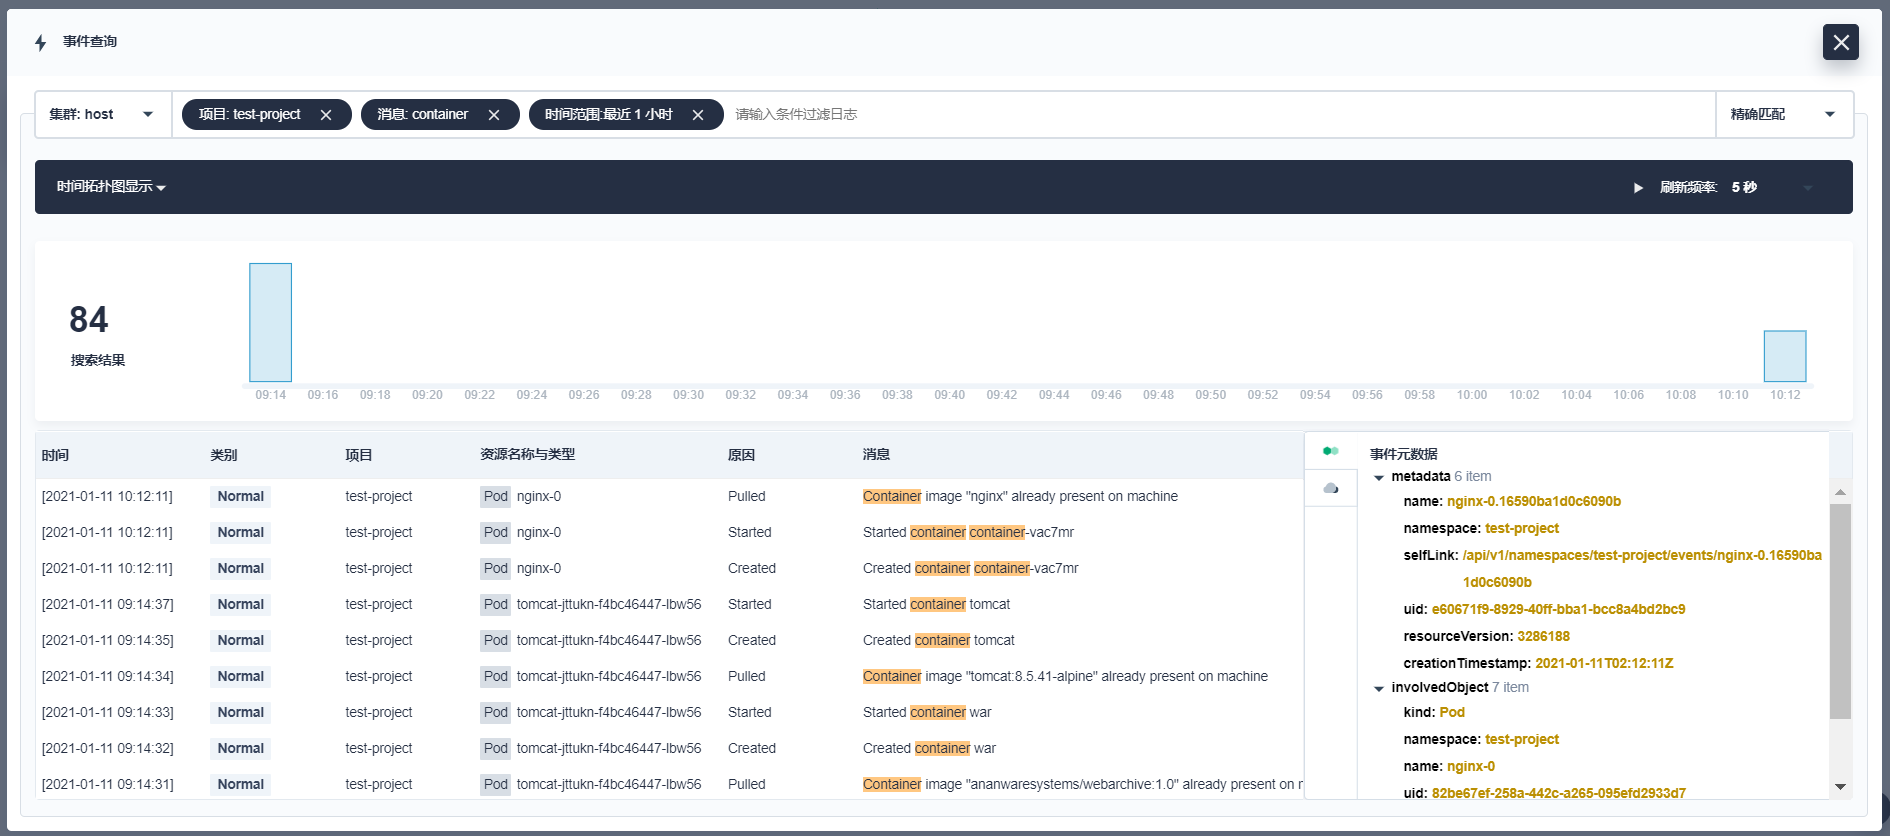 事件查询
集群: host
项目: test-project
消息: container
时间范围:最近 1 小时
请输入条件过滤日志
精确匹配
时间拓扑图显示
刷新频率: 5 秒
84
搜索结果
09:14 09:16 09:18 09:20 09:22 09:24 09:26 09:28 09:30 09:32 09:34 09:36 09:38 09:40 09:42 09:44 09:46 09:48 09:50 09:52 09:54 09:56 09:58 10:00 10:02 10:04 10:06 10:08 10:10 10:12
时间 类别 项目 资源名称与类型 原因 消息
[2021-01-11 10:12:11] Normal test-project Pod nginx-0 Pulled Container image "nginx" already present on machine
[2021-01-11 10:12:11] Normal test-project Pod nginx-0 Started Started container container-vac7mr
[2021-01-11 10:12:11] Normal test-project Pod nginx-0 Created Created container container-vac7mr
[2021-01-11 09:14:37] Normal test-project Pod tomcat-jttukn-f4bc46447-lbw56 Started Started container tomcat
[2021-01-11 09:14:35] Normal test-project Pod tomcat-jttukn-f4bc46447-lbw56 Created Created container tomcat
[2021-01-11 09:14:34] Normal test-project Pod tomcat-jttukn-f4bc46447-lbw56 Pulled Container image "tomcat:8.5.41-alpine" already present on machine
[2021-01-11 09:14:33] Normal test-project Pod tomcat-jttukn-f4bc46447-lbw56 Started Started container war
[2021-01-11 09:14:32] Normal test-project Pod tomcat-jttukn-f4bc46447-lbw56 Created Created container war
[2021-01-11 09:14:31] Normal test-project Pod tomcat-jttukn-f4bc46447-lbw56 Pulled Container image "ananwaresystems/webarchive:1.0" already present on
事件元数据
metadata 6 item
name: nginx-0.16590ba1d0c6090b
namespace: test-project
selfLink: /api/v1/namespaces/test-project/events/nginx-0.16590ba
1d0c6090b
uid: e60671f9-8929-40ff-bba1-bcc8a4bd2bc9
resourceVersion: 3286188
creationTimestamp: 2021-01-11T02:12:11Z
involvedObject 7 item
kind: Pod
namespace: test-project
name: nginx-0
uid: 82be67ef-258a-442c-a265-095efd2933d7